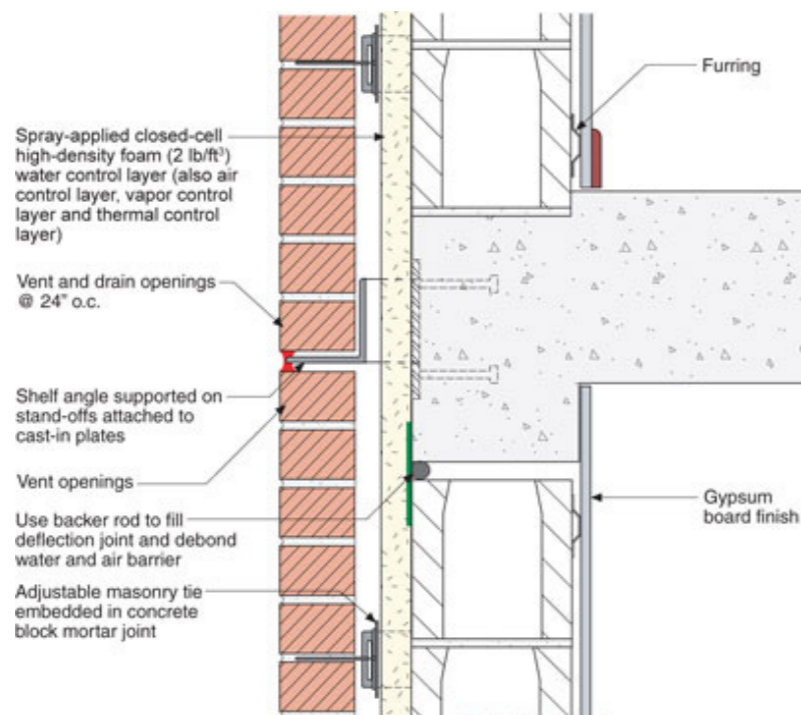 Spray-applied closed-cell
high-density foam (2 lb/ft³)
water control layer (also air
control layer, vapor control
layer and thermal control
layer)
Vent and drain openings
@ 24" o.c.
Shelf angle supported on
stand-offs attached to
cast-in plates
Vent openings
Use backer rod to fill
deflection joint and debond
water and air barrier
Adjustable masonry tie
embedded in concrete
block mortar joint
Furring
Gypsum
board finish